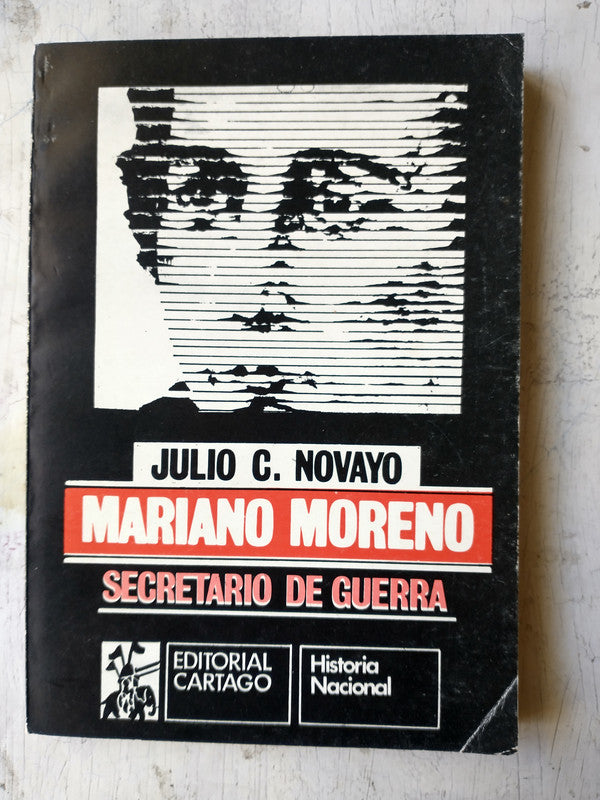 JULIO C. NOVAYO
MARIANO MORENO
SECRETARIO DE GUERRA
EDITORIAL
CARTAGO
Historia
Nacional